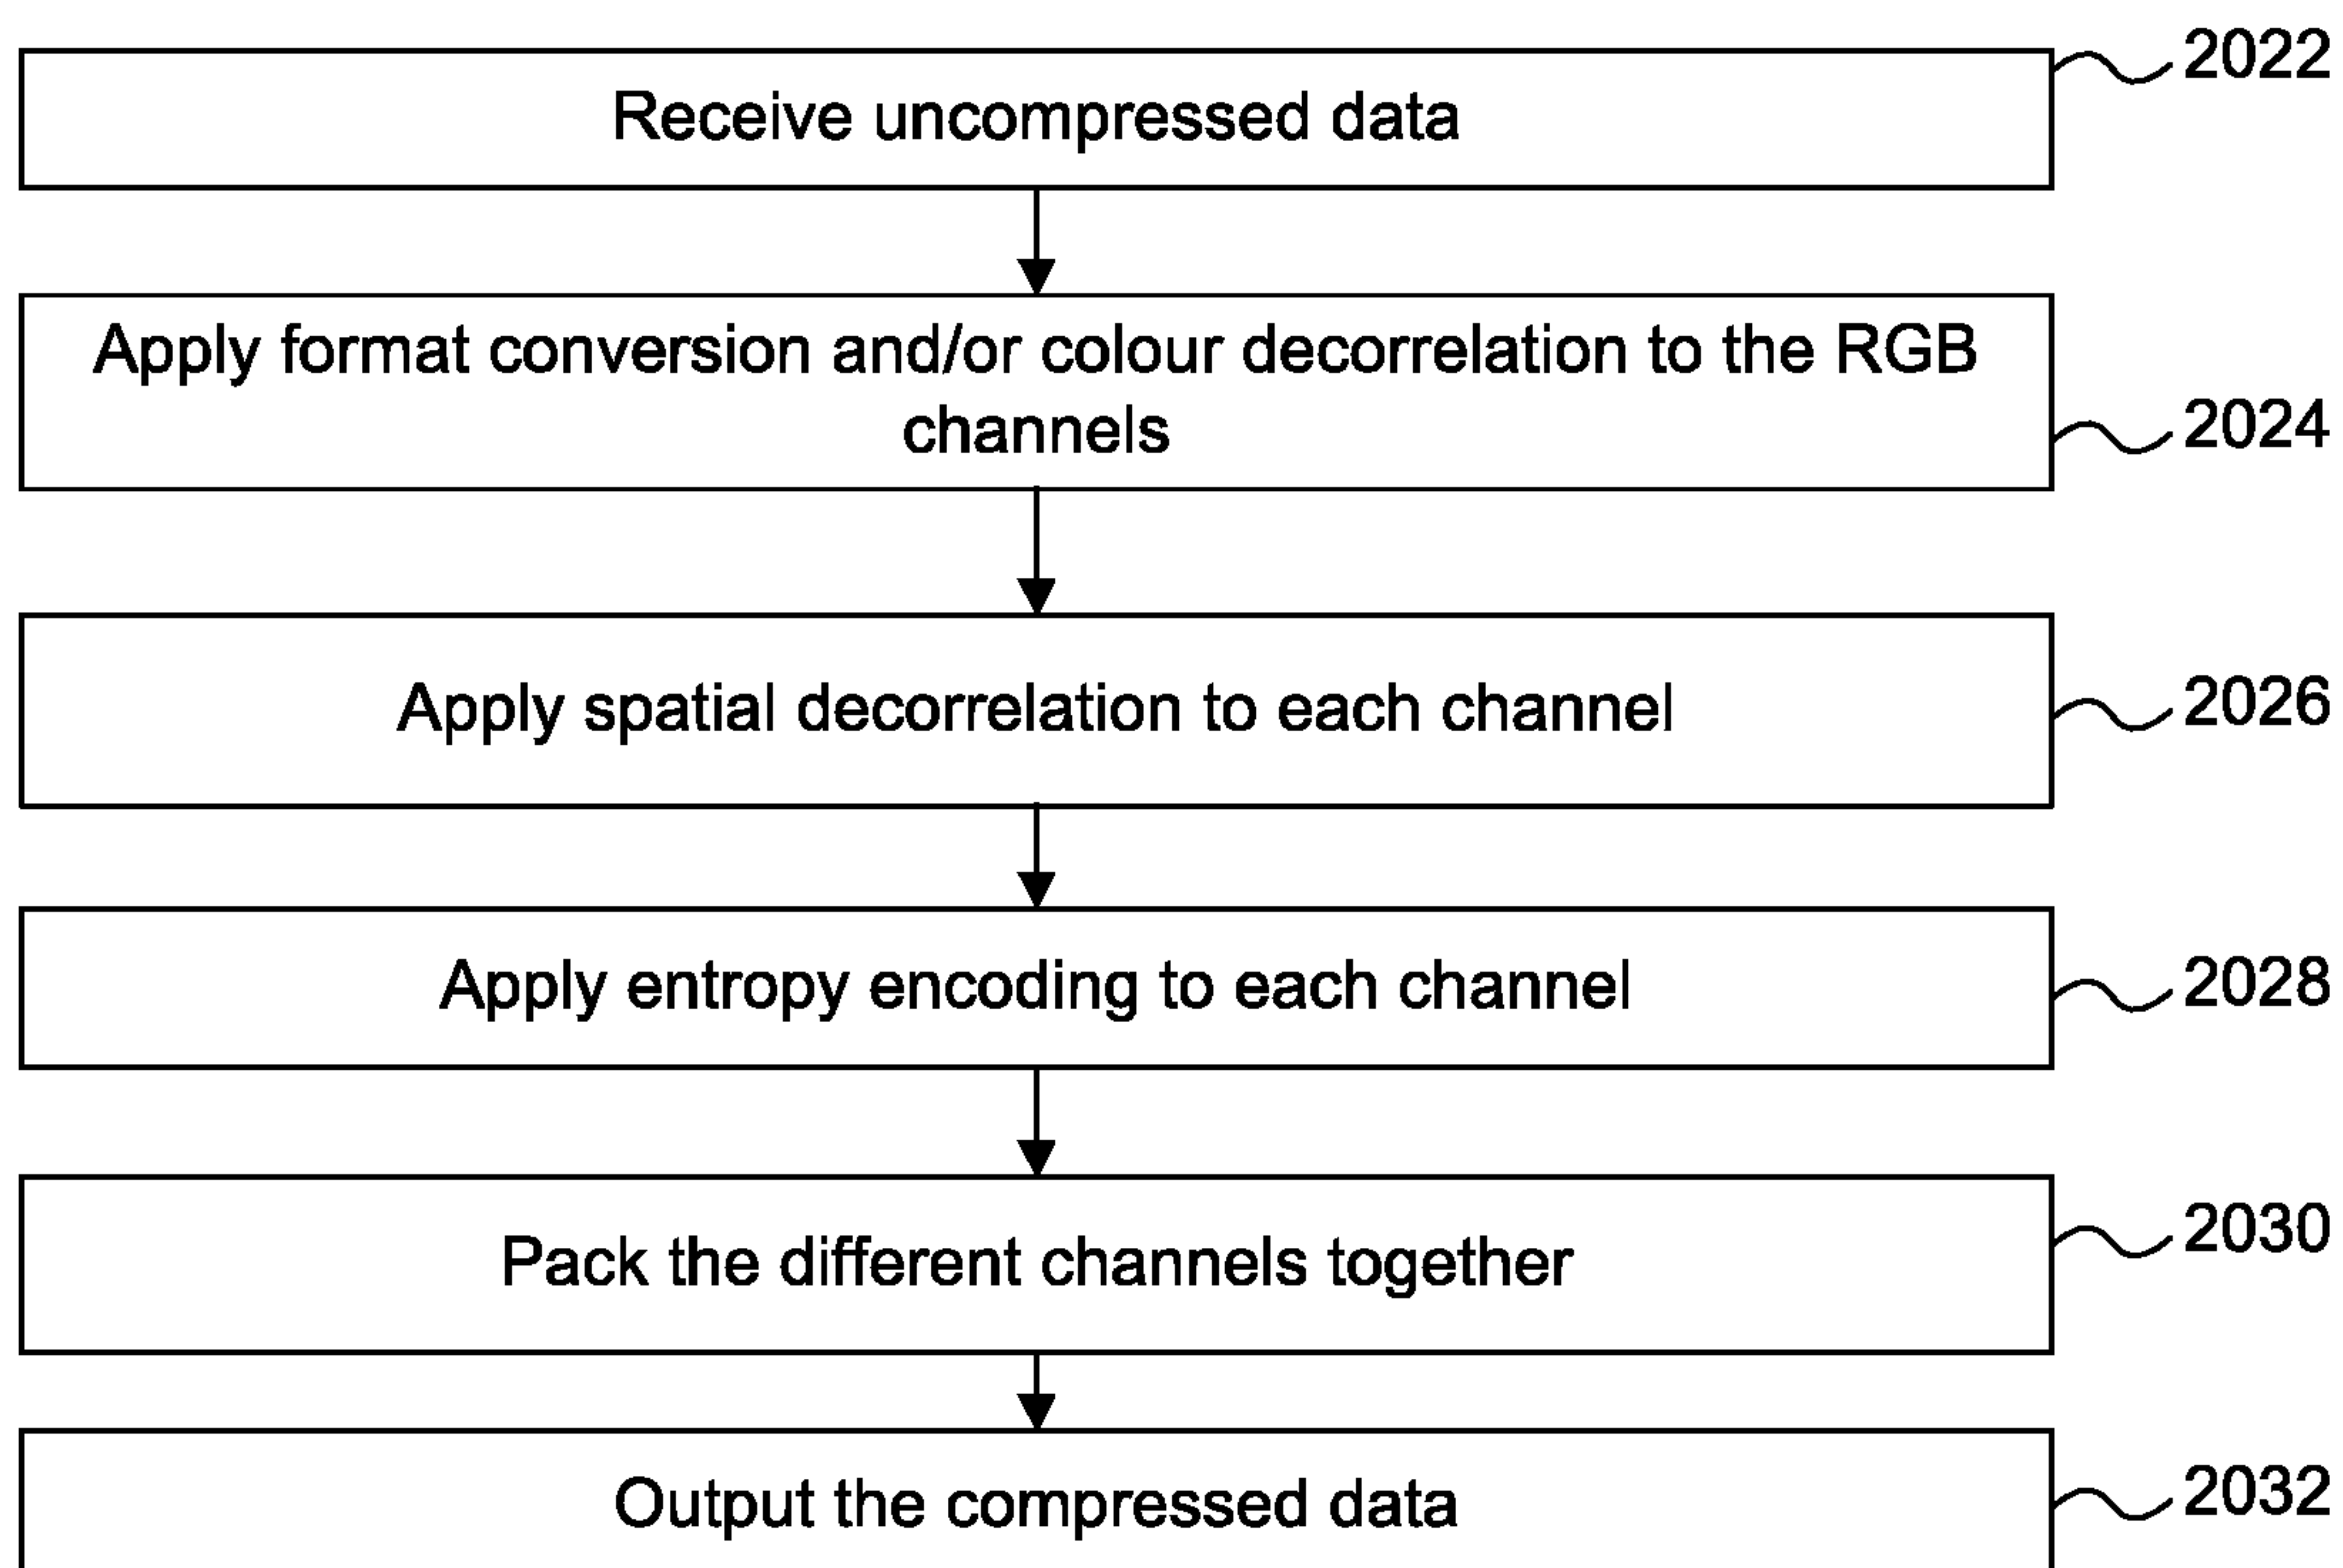 Receive uncompressed data
2022
Apply format conversion and/or colour decorrelation to the RGB
channels
2024
Apply spatial decorrelation to each channel
2026
Apply entropy encoding to each channel
2028
Pack the different channels together
2030
Output the compressed data
2032